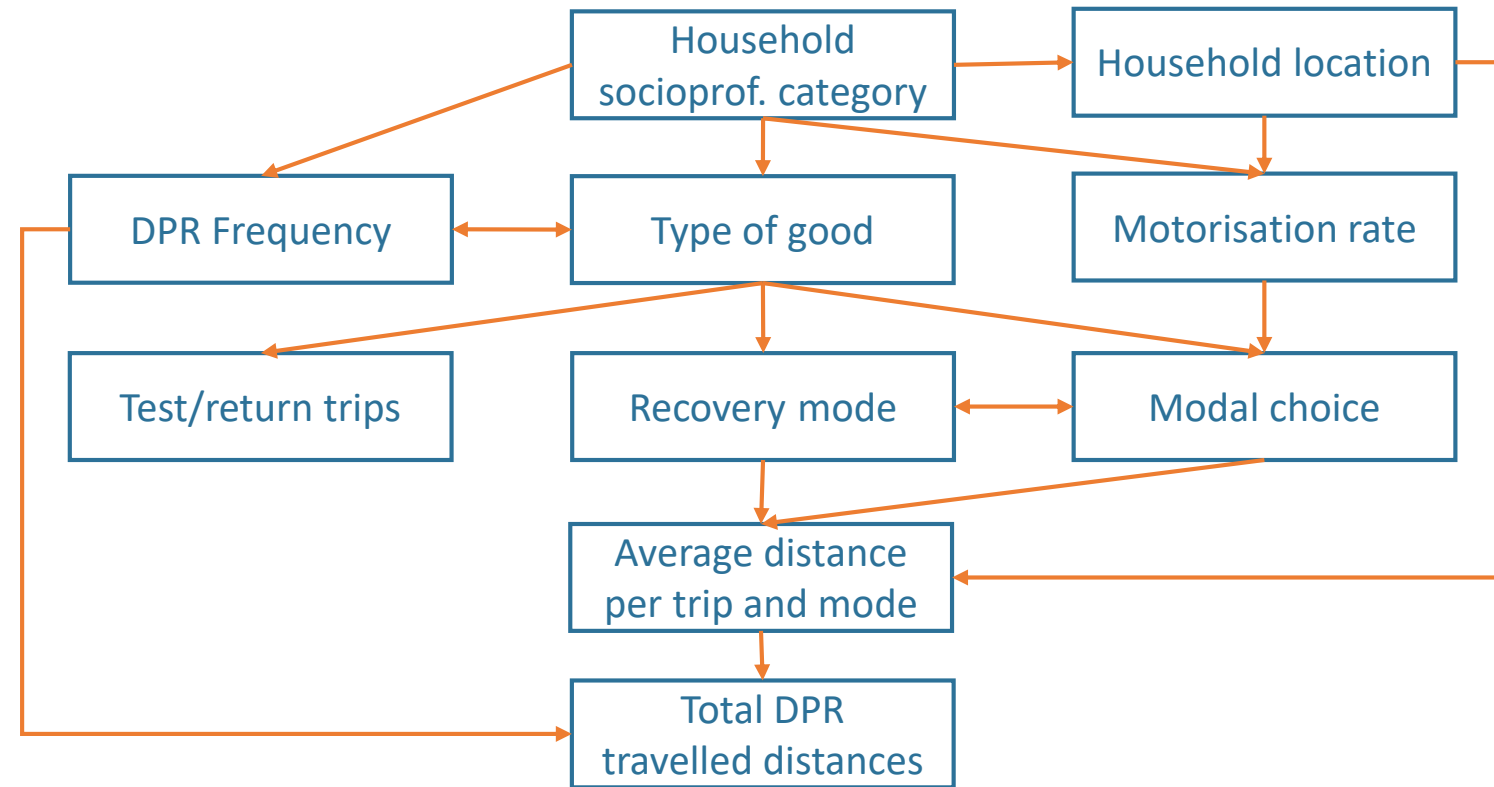 Household
socioprof. category
Household location
DPR Frequency
Type of good
Motorisation rate
Test/return trips
Recovery mode
Modal choice
Average distance
per trip and mode
Total DPR
travelled distances